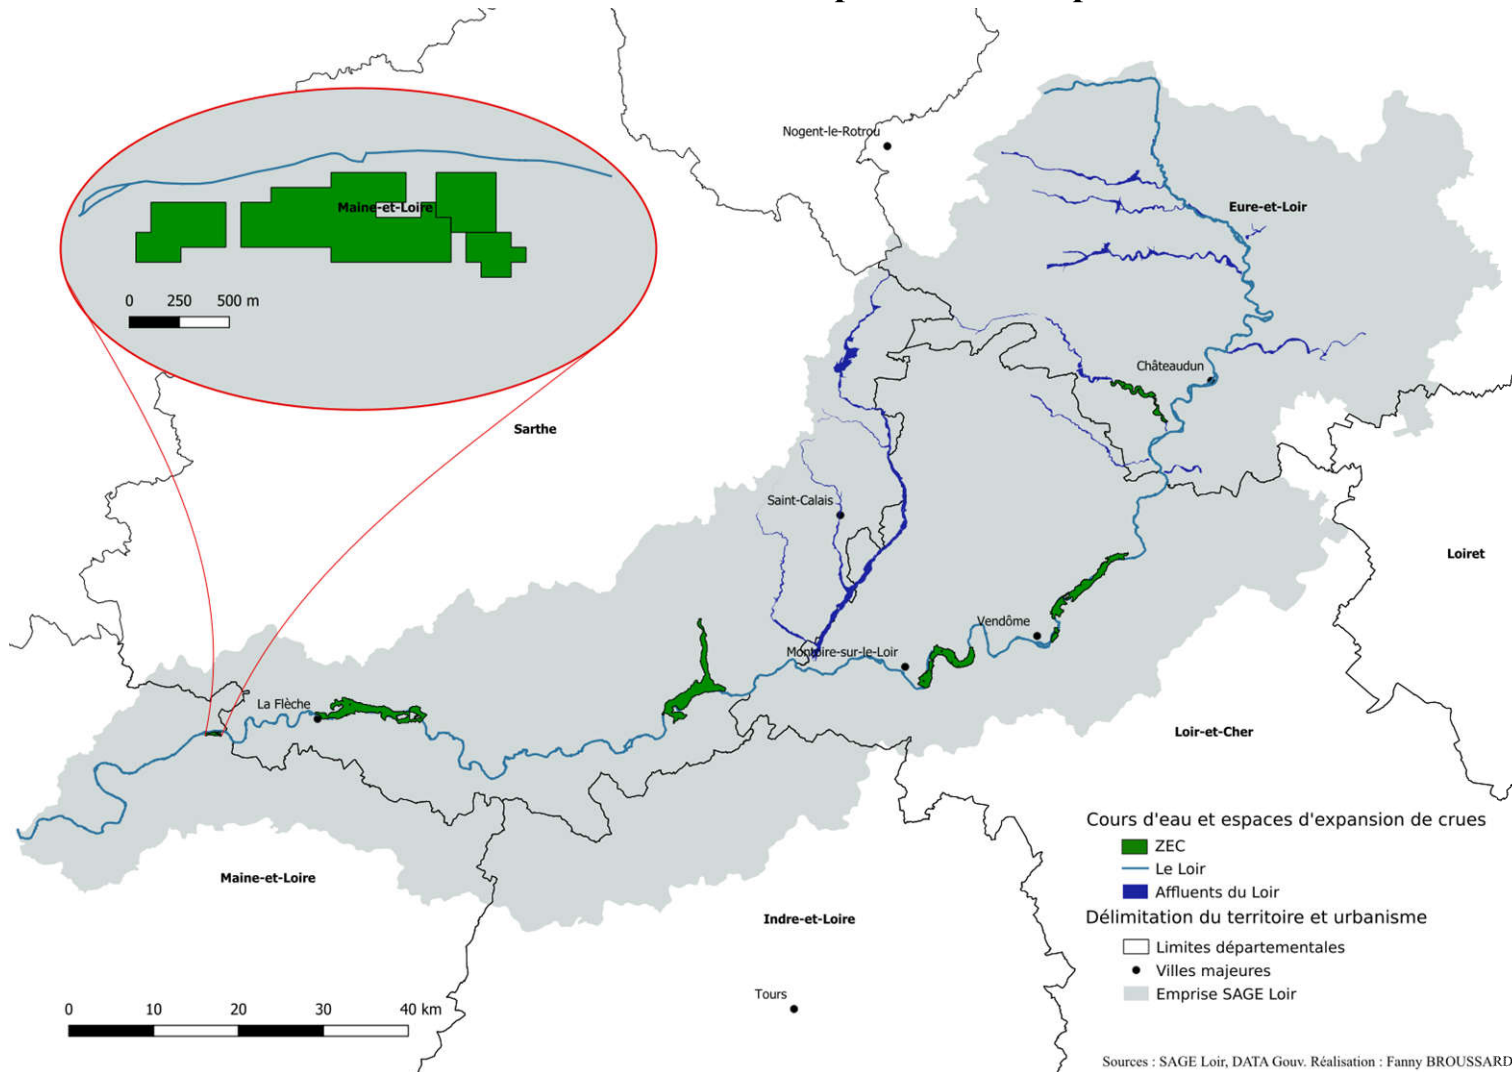 Nogent-le-Rotrou
Eure-et-Loir
Maine-et-Loire
0 250 500 m
Châteaudun
Sarthe
Saint-Calais
Loiret
Vendôme
Montoire-sur-le-Loir
La Flèche
Loir-et-Cher
Maine-et-Loire
Indre-et-Loire
Tours
0 10 20 30 40 km
Cours d'eau et espaces d'expansion de crues
ZEC
Le Loir
Affluents du Loir
Délimitation du territoire et urbanisme
Limites départementales
Villes majeures
Emprise SAGE Loir
Sources : SAGE Loir, DATA Gouv. Réalisation : Fanny BROUSSARD